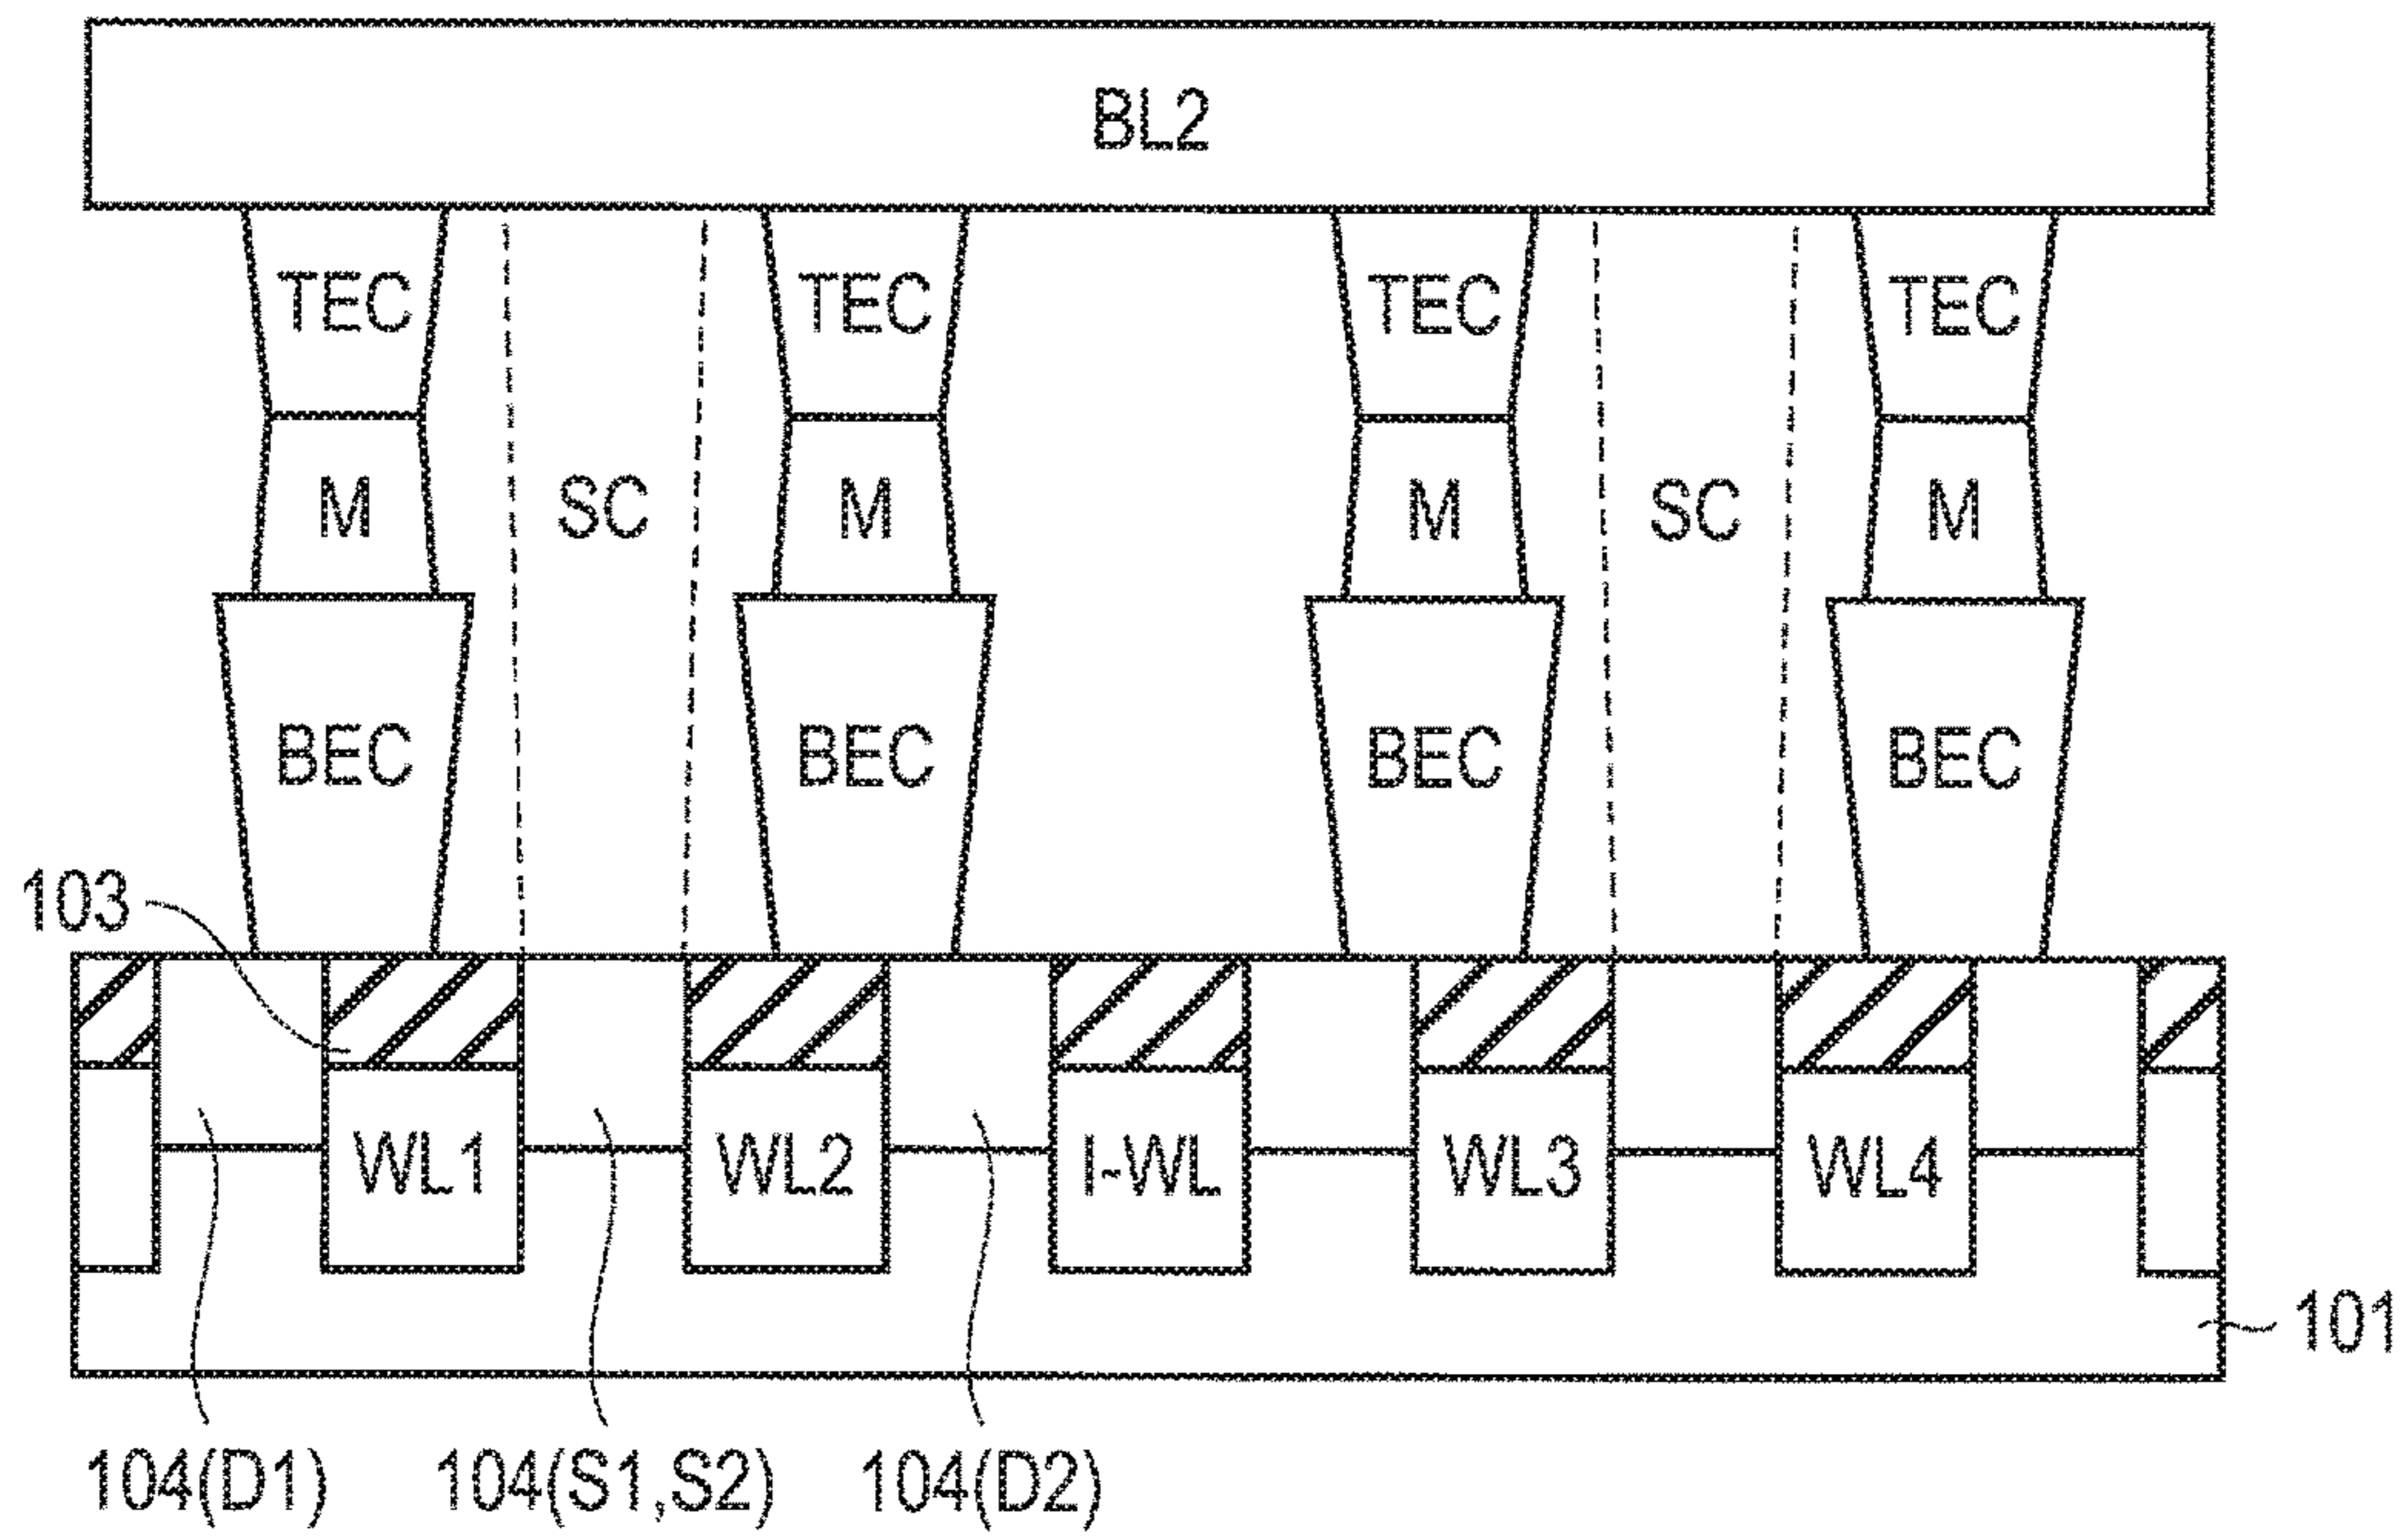 BL2
TEC TEC TEC TEC
M SC M M SC M
BEC BEC BEC BEC
103
WL1 WL2 I~WL WL3 WL4
101
104(D1) 104(S1,S2) 104(D2)